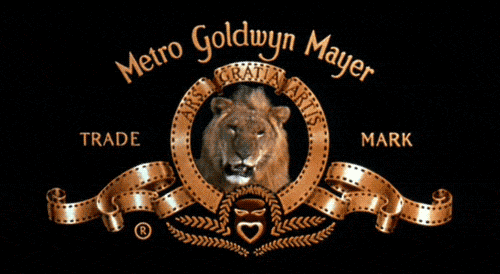 Metro Goldwyn Mayer
ARS GRATIA ARTIS
TRADE MARK
®